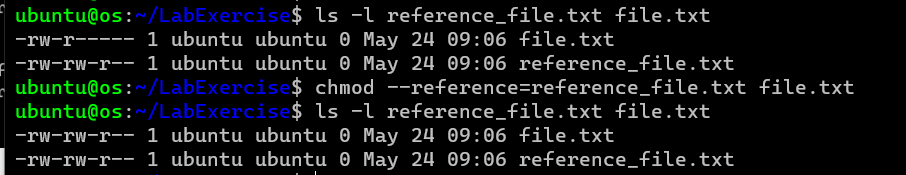 ubuntu@os:~/LabExercise$ ls -l reference_file.txt file.txt
-rw-r----- 1 ubuntu ubuntu 0 May 24 09:06 file.txt
-rw-rw-r-- 1 ubuntu ubuntu 0 May 24 09:06 reference_file.txt
ubuntu@os:~/LabExercise$ chmod --reference=reference_file.txt file.txt
ubuntu@os:~/LabExercise$ ls -l reference_file.txt file.txt
-rw-rw-r-- 1 ubuntu ubuntu 0 May 24 09:06 file.txt
-rw-rw-r-- 1 ubuntu ubuntu 0 May 24 09:06 reference_file.txt